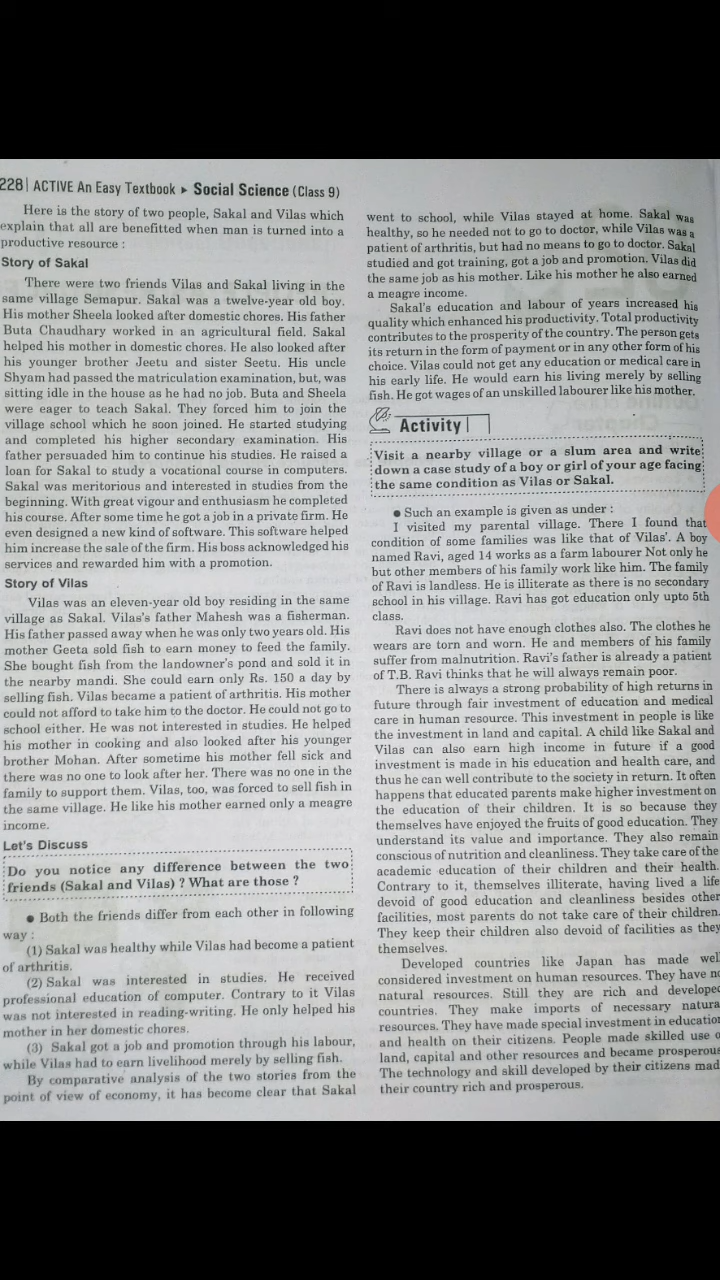 228 | ACTIVE An Easy Textbook ▸ Social Science (Class 9)
Here is the story of two people, Sakal and Vilas which
explain that all are benefitted when man is turned into a
productive resource :
Story of Sakal
There were two friends Vilas and Sakal living in the
same village Semapur. Sakal was a twelve-year old boy.
His mother Sheela looked after domestic chores. His father
Buta Chaudhary worked in an agricultural field. Sakal
helped his mother in domestic chores. He also looked after
his younger brother Jeetu and sister Seetu. His uncle
Shyam had passed the matriculation examination, but, was
sitting idle in the house as he had no job. Buta and Sheela
were eager to teach Sakal. They forced him to join the
village school which he soon joined. He started studying
and completed his higher secondary examination. His
father persuaded him to continue his studies. He raised a
loan for Sakal to study a vocational course in computers.
Sakal was meritorious and interested in studies from the
beginning. With great vigour and enthusiasm he completed
his course. After some time he got a job in a private firm. He
even designed a new kind of software. This software helped
him increase the sale of the firm. His boss acknowledged his
services and rewarded him with a promotion.
Story of Vilas
Vilas was an eleven-year old boy residing in the same
village as Sakal. Vilas's father Mahesh was a fisherman.
His father passed away when he was only two years old. His
mother Geeta sold fish to earn money to feed the family.
She bought fish from the landowner's pond and sold it in
the nearby mandi. She could earn only Rs. 150 a day by
selling fish. Vilas became a patient of arthritis. His mother
could not afford to take him to the doctor. He could not go to
school either. He was not interested in studies. He helped
his mother in cooking and also looked after his younger
brother Mohan. After sometime his mother fell sick and
there was no one to look after her. There was no one in the
family to support them. Vilas, too, was forced to sell fish in
the same village. He like his mother earned only a meagre
income.
Let's Discuss
Do you notice any difference between the two
friends (Sakal and Vilas) ? What are those ?
● Both the friends differ from each other in following
way :
(1) Sakal was healthy while Vilas had become a patient
of arthritis.
(2) Sakal was interested in studies. He received
professional education of computer. Contrary to it Vilas
was not interested in reading-writing. He only helped his
mother in her domestic chores.
(3) Sakal got a job and promotion through his labour,
while Vilas had to earn livelihood merely by selling fish.
By comparative analysis of the two stories from the
point of view of economy, it has become clear that Sakal
went to school, while Vilas stayed at home. Sakal was
healthy, so he needed not to go to doctor, while Vilas was a
patient of arthritis, but had no means to go to doctor. Sakal
studied and got training, got a job and promotion. Vilas did
the same job as his mother. Like his mother he also earned
a meagre income.
Sakal's education and labour of years increased his
quality which enhanced his productivity. Total productivity
contributes to the prosperity of the country. The person gets
its return in the form of payment or in any other form of his
choice. Vilas could not get any education or medical care in
his early life. He would earn his living merely by selling
fish. He got wages of an unskilled labourer like his mother.
Activity
Visit a nearby village or a slum area and write
down a case study of a boy or girl of your age facing
the same condition as Vilas or Sakal.
● Such an example is given as under :
I visited my parental village. There I found that
condition of some families was like that of Vilas'. A boy
named Ravi, aged 14 works as a farm labourer Not only he
but other members of his family work like him. The family
of Ravi is landless. He is illiterate as there is no secondary
school in his village. Ravi has got education only upto 5th
class.
Ravi does not have enough clothes also. The clothes he
wears are torn and worn. He and members of his family
suffer from malnutrition. Ravi's father is already a patient
of T.B. Ravi thinks that he will always remain poor.
There is always a strong probability of high returns in
future through fair investment of education and medical
care in human resource. This investment in people is like
the investment in land and capital. A child like Sakal and
Vilas can also earn high income in future if a good
investment is made in his education and health care, and
thus he can well contribute to the society in return. It often
happens that educated parents make higher investment on
the education of their children. It is so because they
themselves have enjoyed the fruits of good education. They
understand its value and importance. They also remain
conscious of nutrition and cleanliness. They take care of the
academic education of their children and their health.
Contrary to it, themselves illiterate, having lived a life
devoid of good education and cleanliness besides other
facilities, most parents do not take care of their children.
They keep their children also devoid of facilities as they
themselves.
Developed countries like Japan has made well
considered investment on human resources. They have no
natural resources. Still they are rich and developed
countries. They make imports of necessary natura
resources. They have made special investment in education
and health on their citizens. People made skilled use o
land, capital and other resources and became prosperous
The technology and skill developed by their citizens mad
their country rich and prosperous.